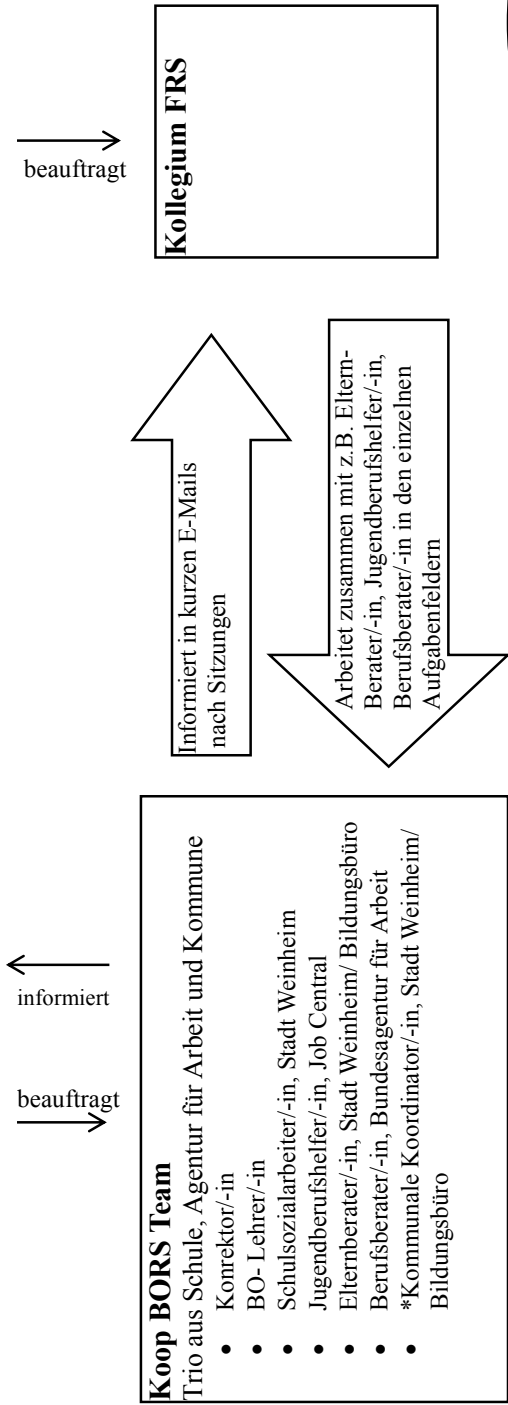 beauftragt
informiert
Koop BORS Team
Trio aus Schule, Agentur für Arbeit und Kommune
• Konrektor/-in
• BO- Lehrer/-in
• Schulsozialarbeiter/-in, Stadt Weinheim
• Jugendberufshelfer/-in, Job Central
• Elternberater/-in, Stadt Weinheim/ Bildungsbüro
• Berufsberater/-in, Bundesagentur für Arbeit
• *Kommunale Koordinator/-in, Stadt Weinheim/
Bildungsbüro
Informiert in kurzen E-Mails
nach Sitzungen
Arbeitet zusammen mit z.B. Eltern-
Berater/-in, Jugendberufshelfer/-in,
Berufsberater/-in in den einzelnen
Aufgabenfeldern
beauftragt
Kollegium FRS